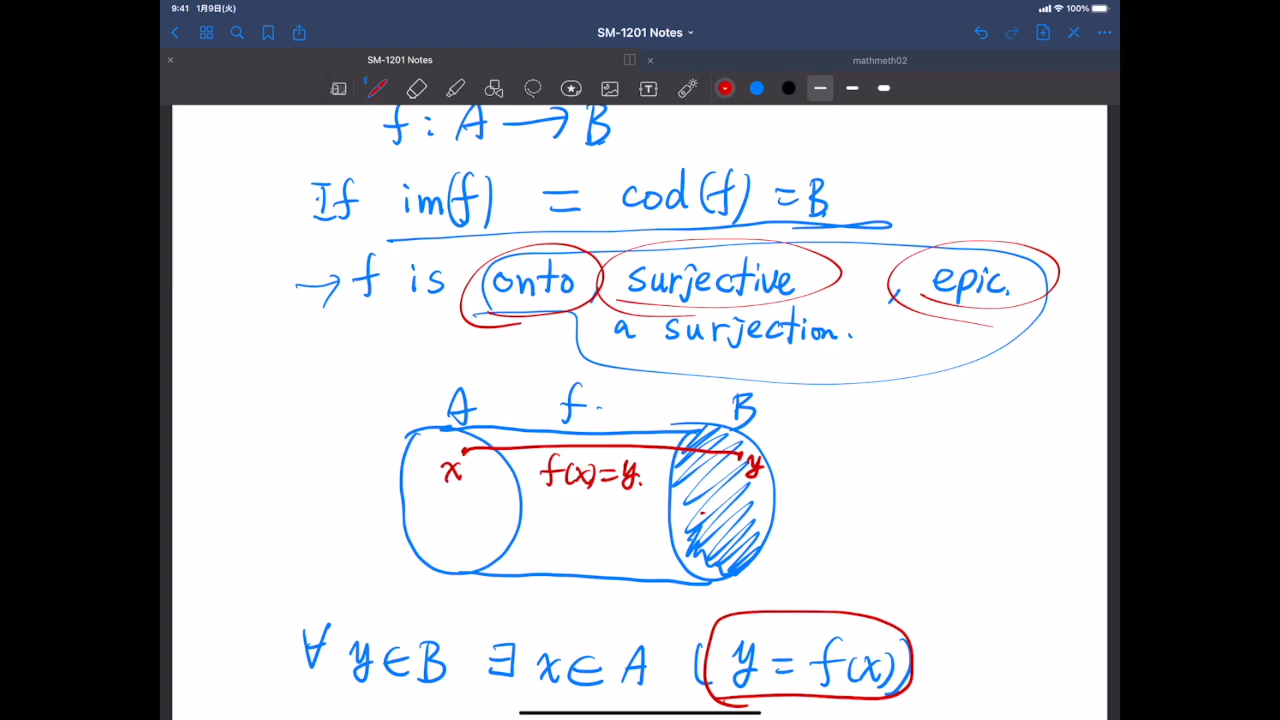 9:41 1月9日(火) 100%
SM-1201 Notes
SM-1201 Notes mathmeth02
f : A → B
If im(f) = cod(f) = B
→ f is onto, surjective, epic.
a surjection.
A f. B
x f(x)=y. y
∀ y∈B ∃ x∈A (y = f(x))